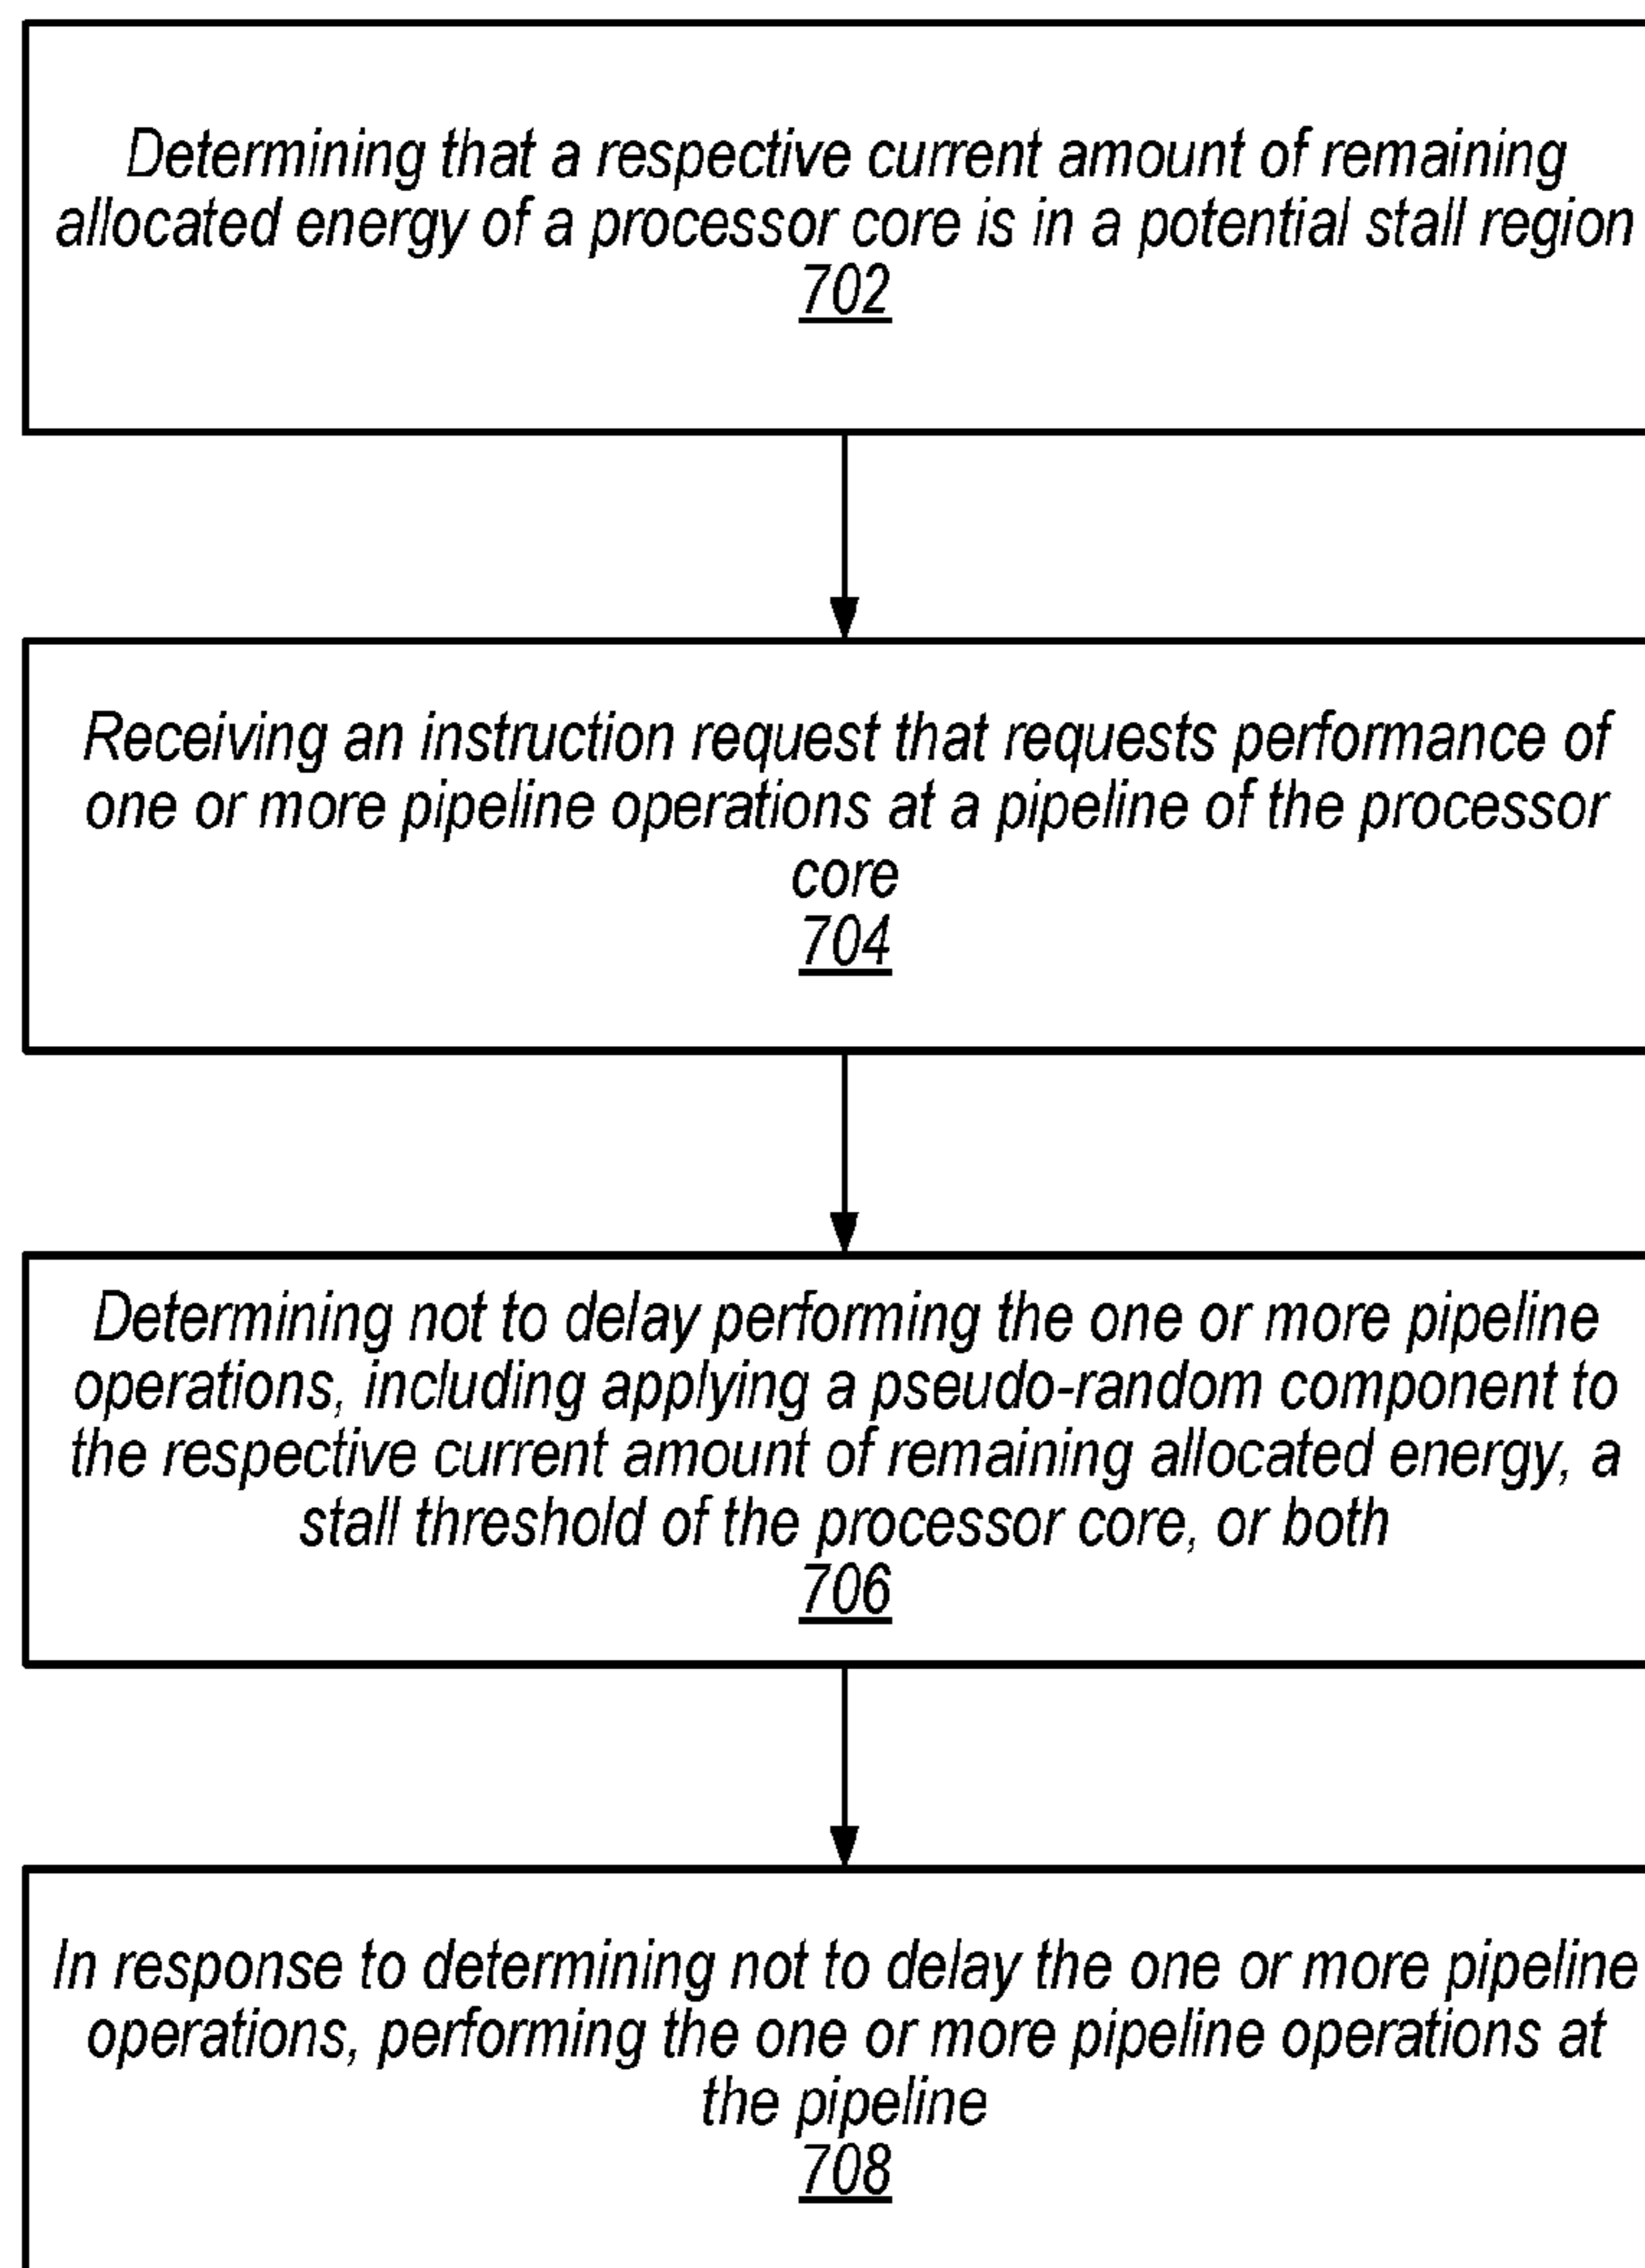 Determining that a respective current amount of remaining
allocated energy of a processor core is in a potential stall region
702
Receiving an instruction request that requests performance of
one or more pipeline operations at a pipeline of the processor
core
704
Determining not to delay performing the one or more pipeline
operations, including applying a pseudo-random component to
the respective current amount of remaining allocated energy, a
stall threshold of the processor core, or both
706
In response to determining not to delay the one or more pipeline
operations, performing the one or more pipeline operations at
the pipeline
708